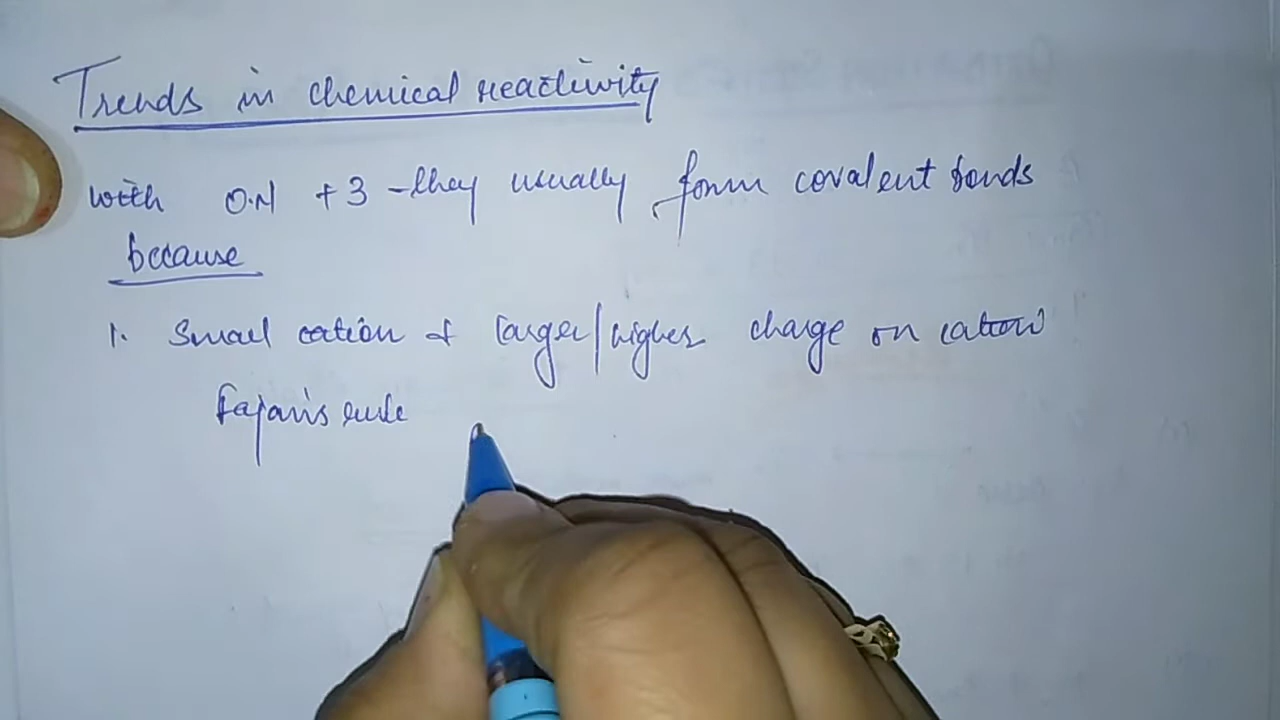 Trends in chemical reactivity
with O.N +3 - they usually form covalent bonds
because
1. Small cation & larger/higher charge on cation
Fajan's rule